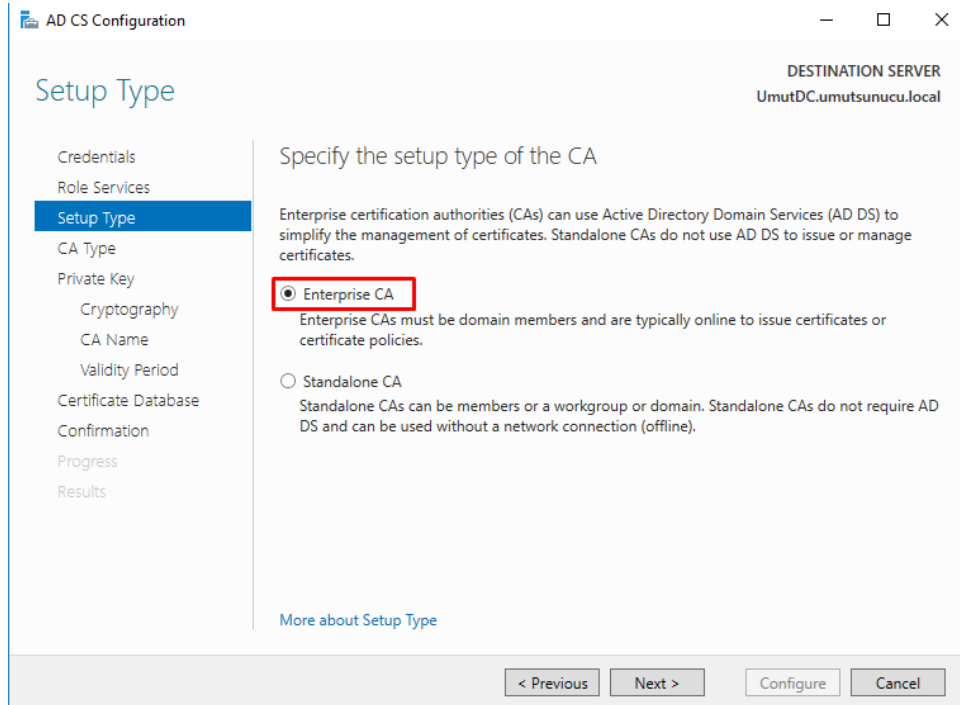 AD CS Configuration
DESTINATION SERVER
UmutDC.umutsunucu.local
Setup Type
Credentials
Role Services
Setup Type
CA Type
Private Key
Cryptography
CA Name
Validity Period
Certificate Database
Confirmation
Progress
Results
Specify the setup type of the CA
Enterprise certification authorities (CAs) can use Active Directory Domain Services (AD DS) to
simplify the management of certificates. Standalone CAs do not use AD DS to issue or manage
certificates.
Enterprise CA
Enterprise CAs must be domain members and are typically online to issue certificates or
certificate policies.
Standalone CA
Standalone CAs can be members or a workgroup or domain. Standalone CAs do not require AD
DS and can be used without a network connection (offline).
More about Setup Type
< Previous
Next >
Configure
Cancel